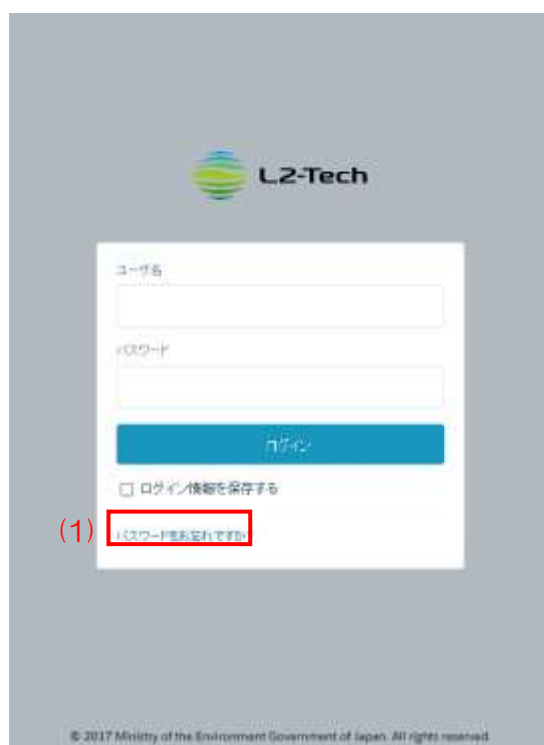 L2-Tech
ユーザ名
パスワード
ログイン
ログイン情報を保存する
(1)
パスワードをお忘れですか?
© 2017 Ministry of the Environment Government of Japan. All rights reserved.